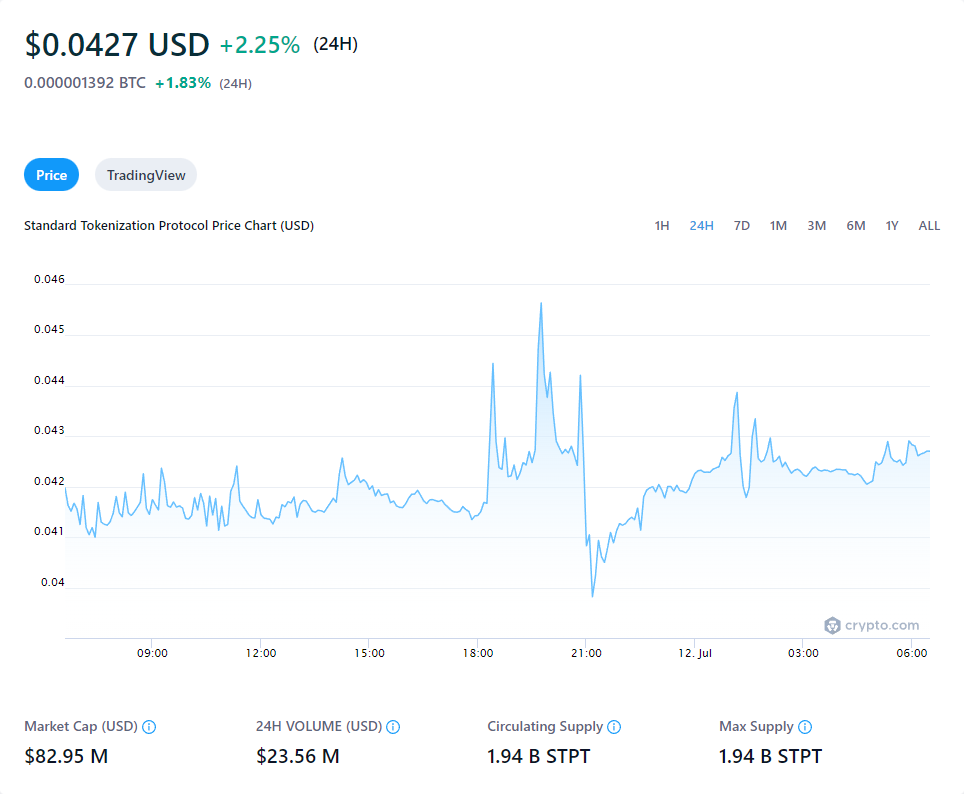 $0.0427 USD +2.25% (24H)
0.000001392 BTC +1.83% (24H)
Price TradingView
Standard Tokenization Protocol Price Chart (USD) 1H 24H 7D 1M 3M 6M 1Y ALL
0.046
0.045
0.044
0.043
0.042
0.041
0.04
crypto.com
09:00 12:00 15:00 18:00 21:00 12. Jul 03:00 06:00
Market Cap (USD) 24H VOLUME (USD) Circulating Supply Max Supply
$82.95 M $23.56 M 1.94 B STPT 1.94 B STPT